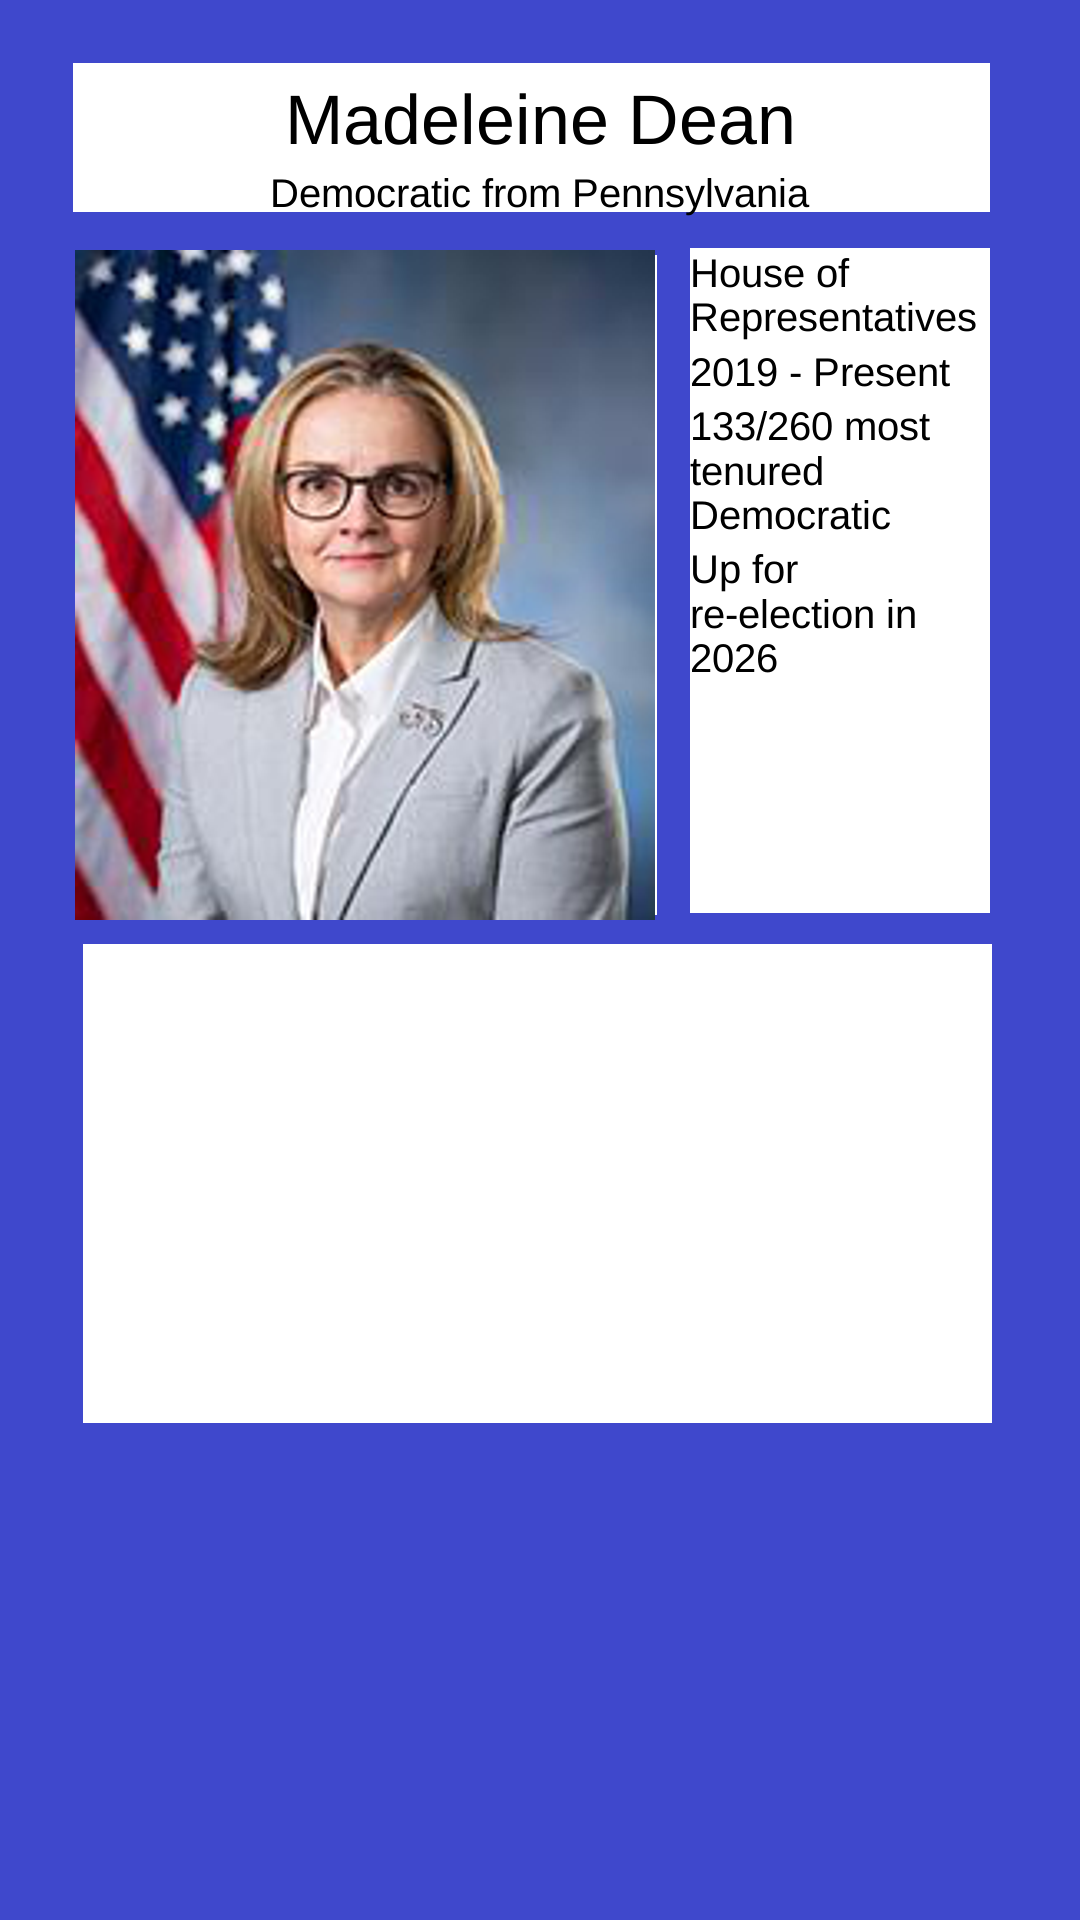 Madeleine Dean
Democratic from Pennsylvania
House of
Representatives
2019 - Present
133/260 most
tenured
Democratic
Up for
re-election in
2026